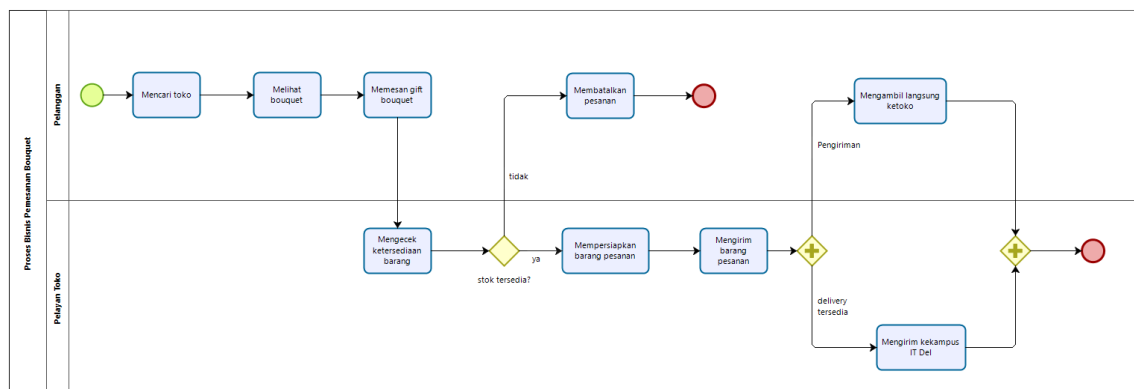 Proses Bisnis Pemesanan Bouquet
Pelanggan
Mencari toko
Melihat
bouquet
Memesan gift
bouquet
Membatalkan
pesanan
Mengambil langsung
ketoko
tidak
Pengiriman
Pelayan Toko
Mengecek
ketersediaan
barang
stok tersedia?
ya
Mempersiapkan
barang pesanan
Mengirim
barang
pesanan
delivery
tersedia
Mengirim kekampus
IT Del